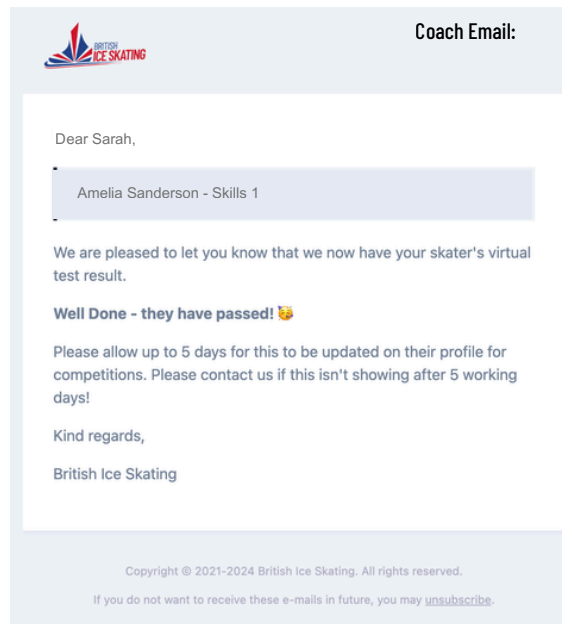 BRITISH
ICE SKATING
Coach Email:
Dear Sarah,
Amelia Sanderson - Skills 1
We are pleased to let you know that we now have your skater's virtual
test result.
Well Done - they have passed! 🥳
Please allow up to 5 days for this to be updated on their profile for
competitions. Please contact us if this isn't showing after 5 working
days!
Kind regards,
British Ice Skating
Copyright © 2021-2024 British Ice Skating. All rights reserved.
If you do not want to receive these e-mails in future, you may unsubscribe.